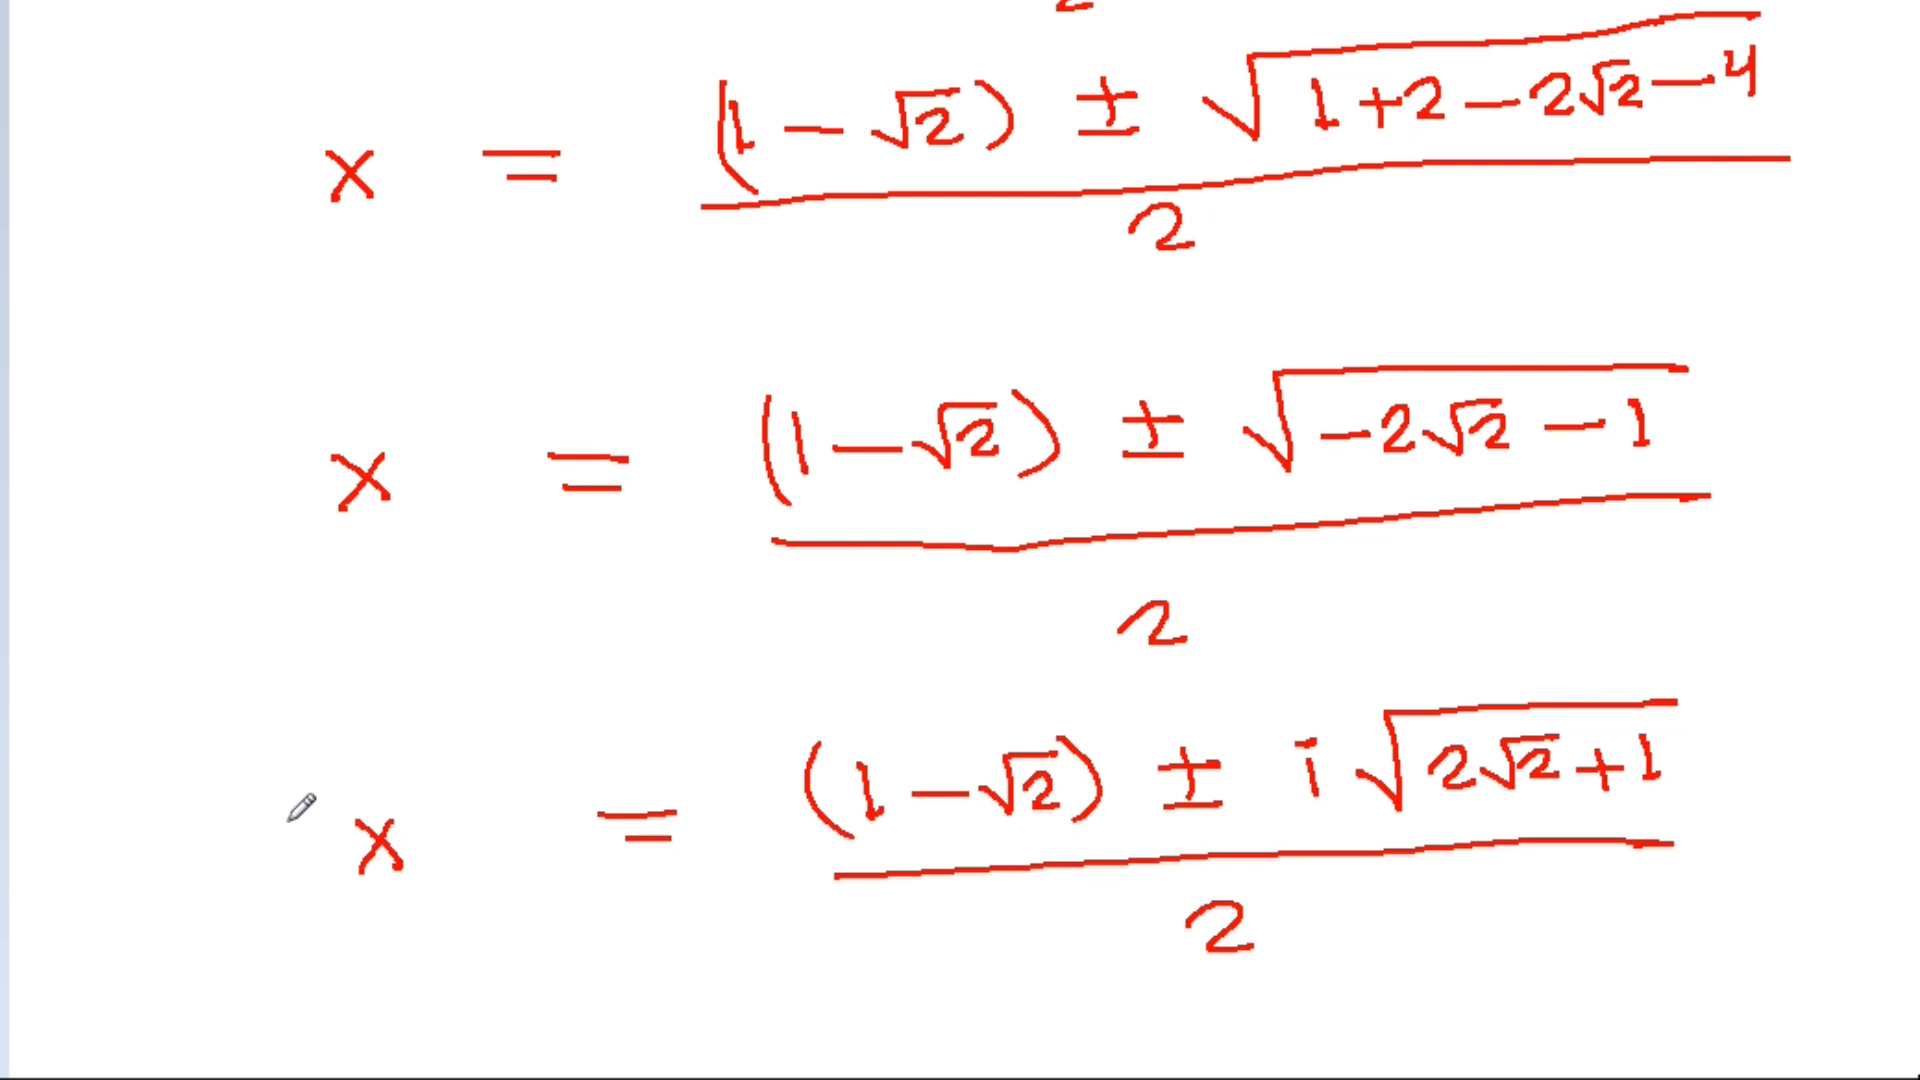 x = (1 - √2) ± √1 + 2 - 2√2 - 4
2
x = (1 - √2) ± √-2√2 - 1
2
x = (1 - √2) ± i √2√2 + 1
2